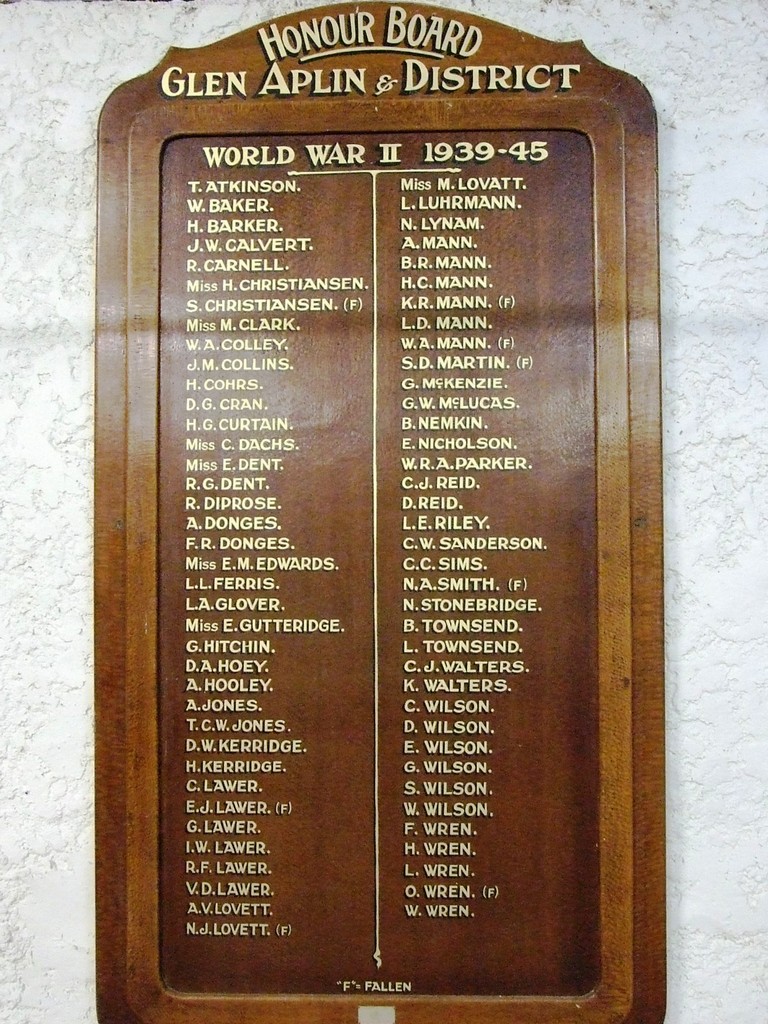 HONOUR BOARD
GLEN APLIN & DISTRICT
WORLD WAR II 1939-45
T. ATKINSON.
W. BAKER.
H. BARKER.
J.W. CALVERT.
R. CARNELL.
Miss H. CHRISTIANSEN.
S. CHRISTIANSEN. (F)
Miss M. CLARK.
W.A. COLLEY.
J.M. COLLINS.
H. COHRS.
D.G. CRAN.
H.G. CURTAIN.
Miss C. DACHS.
Miss E. DENT.
R.G. DENT.
R. DIPROSE.
A. DONGES.
F.R. DONGES.
Miss E.M. EDWARDS.
L.L. FERRIS.
L.A. GLOVER.
Miss E. GUTTERIDGE.
G. HITCHIN.
D.A. HOEY.
A. HOOLEY.
A. JONES.
T.C.W. JONES.
D.W. KERRIDGE.
H. KERRIDGE.
C. LAWER.
E.J. LAWER. (F)
G. LAWER.
I.W. LAWER.
R.F. LAWER.
V.D. LAWER.
A.V. LOVETT.
N.J. LOVETT. (F)
Miss M. LOVATT.
L. LUHRMANN.
N. LYNAM.
A. MANN.
B.R. MANN.
H.C. MANN.
K.R. MANN. (F)
L.D. MANN.
W.A. MANN. (F)
S.D. MARTIN. (F)
G. McKENZIE.
G.W. McLUCAS.
B. NEMKIN.
E. NICHOLSON.
W.R.A. PARKER.
C.J. REID.
D. REID.
L.E. RILEY.
C.W. SANDERSON.
C.C. SIMS.
N.A. SMITH. (F)
N. STONEBRIDGE.
B. TOWNSEND.
L. TOWNSEND.
C.J. WALTERS.
K. WALTERS.
C. WILSON.
D. WILSON.
E. WILSON.
G. WILSON.
S. WILSON.
W. WILSON.
F. WREN.
H. WREN.
L. WREN.
O. WREN. (F)
W. WREN.
"F" = FALLEN